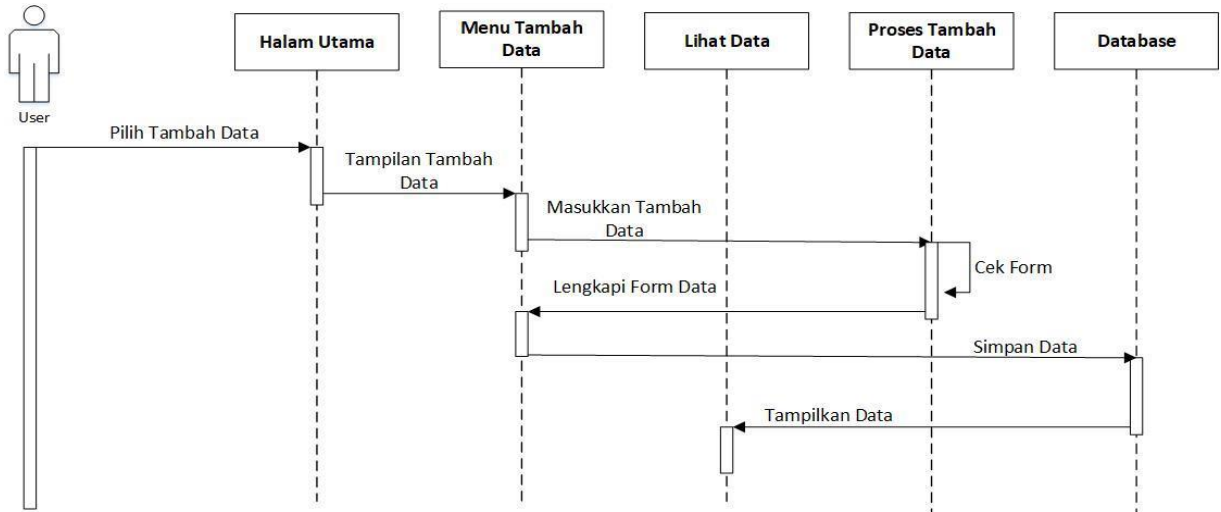 User
Halam Utama
Menu Tambah
Data
Lihat Data
Proses Tambah
Data
Database
Pilih Tambah Data
Tampilan Tambah
Data
Masukkan Tambah
Data
Cek Form
Lengkapi Form Data
Simpan Data
Tampilkan Data